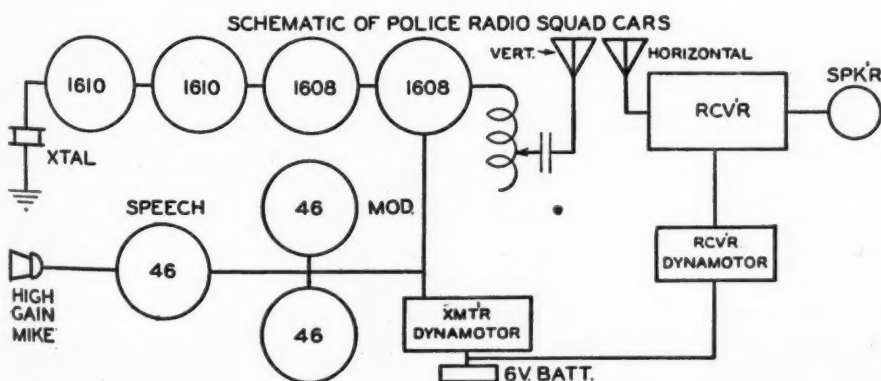 SCHEMATIC OF POLICE RADIO SQUAD CARS
VERT.
HORIZONTAL
SPK'R
1610
1610
1608
1608
RCV'R
XTAL
SPEECH
46
MOD.
46
HIGH
GAIN
MIKE
46
XMT'R
DYNAMOTOR
RCV'R
DYNAMOTOR
6V. BATT.